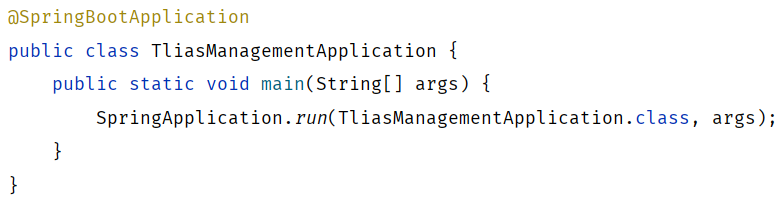 @SpringBootApplication
public class TliasManagementApplication {
    public static void main(String[] args) {
        SpringApplication.run(TliasManagementApplication.class, args);
    }
}